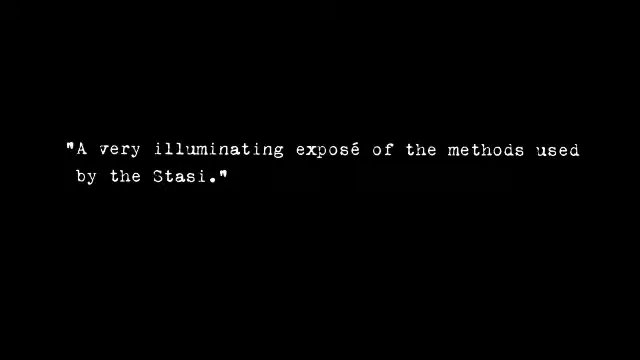 "A very illuminating exposé of the methods used
by the Stasi."